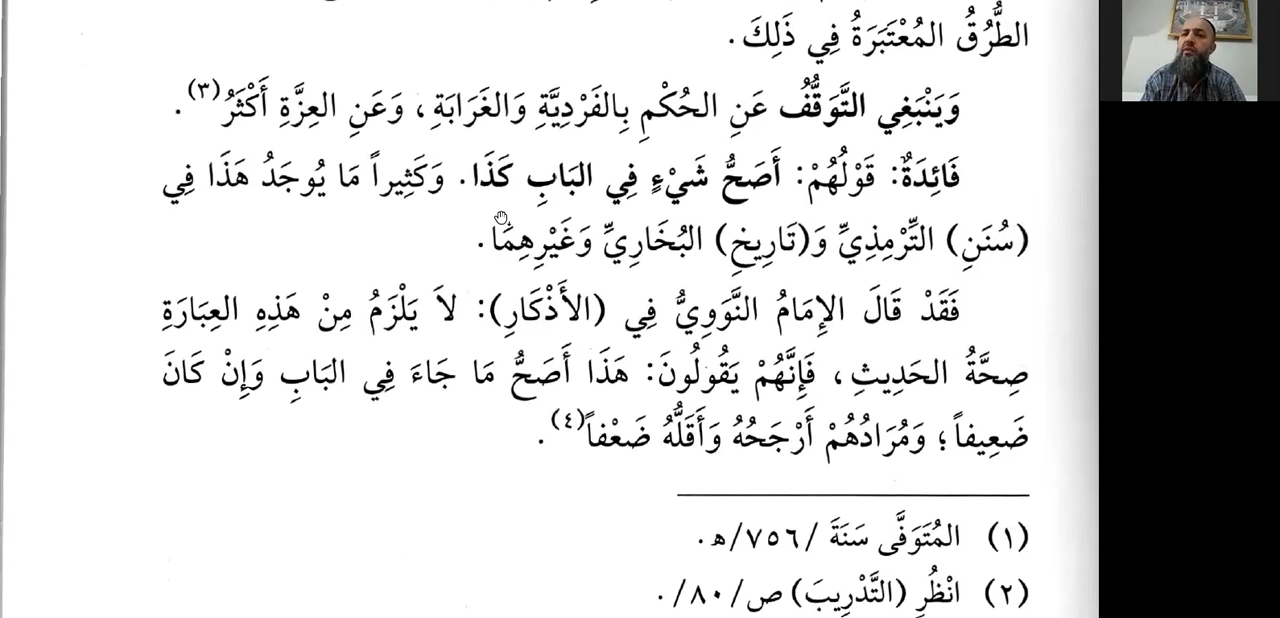 الطُّرُقُ المُعْتَبَرَةُ فِي ذَلِكَ.
وَيَنْبَغِي التَّوَقُّفُ عَنِ الحُكْمِ بِالفَرْدِيَّةِ وَالغَرَابَةِ، وَعَنِ العِزَّةِ أَكْثَرُ(٣).
فَائِدَةٌ: قَوْلُهُمْ: أَصَحُّ شَيْءٍ فِي البَابِ كَذَا. وَكَثِيراً مَا يُوجَدُ هَذَا فِي
(سُنَنِ) التِّرْمِذِيِّ وَ(تَارِيخِ) البُخَارِيِّ وَغَيْرِهِمَا.
فَقَدْ قَالَ الإِمَامُ النَّوَوِيُّ فِي (الأَذْكَارِ): لاَ يَلْزَمُ مِنْ هَذِهِ العِبَارَةِ
صِحَّةُ الحَدِيثِ، فَإِنَّهُمْ يَقُولُونَ: هَذَا أَصَحُّ مَا جَاءَ فِي البَابِ وَإِنْ كَانَ
ضَعِيفاً؛ وَمُرَادُهُمْ أَرْجَحُهُ وَأَقَلُّهُ ضَعْفاً(٤).
(١) المُتَوَفَّى سَنَةَ /٧٥٦/ه.
(٢) انْظُرِ (التَّدْرِيبَ) ص/٨٠/.